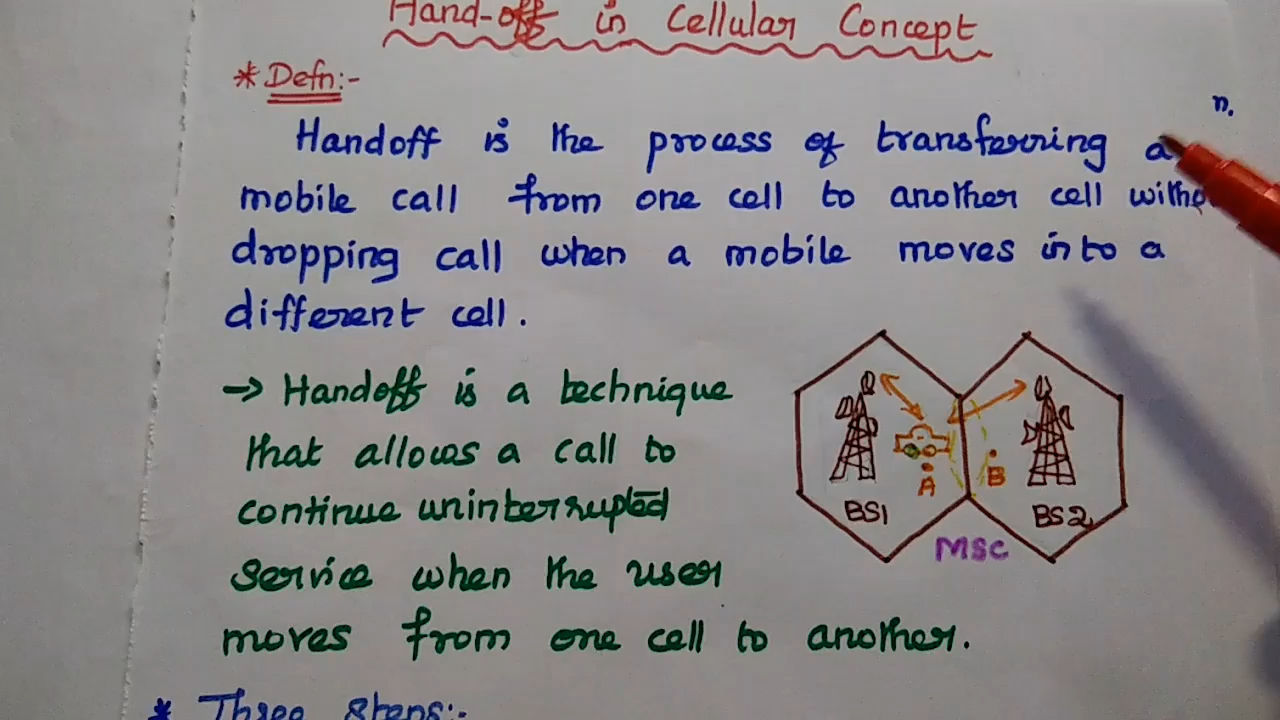 Hand-off in Cellular Concept
* Defn:-
n.
Handoff is the process of transferring a
mobile call from one cell to another cell
dropping call when a mobile moves into a
different cell.
→ Handoff is a technique
that allows a call to
continue uninterrupted
service when the user
moves from one cell to another.
A
B
BS1
BS2
MSC
* Three steps:-